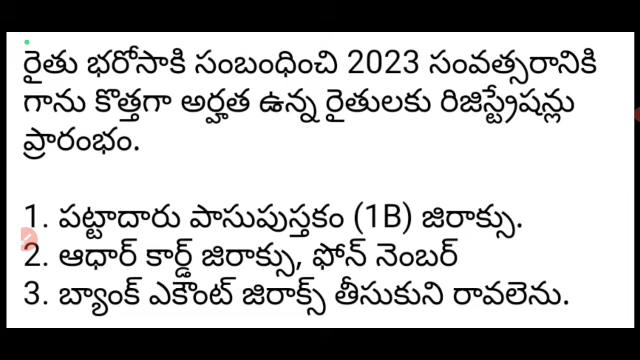 రైతు భరోసాకి సంబంధించి 2023 సంవత్సరానికి
గాను కొత్తగా అర్హత ఉన్న రైతులకు రిజిస్ట్రేషన్లు
ప్రారంభం.
1. పట్టాదారు పాసుపుస్తకం (1B) జిరాక్సు.
2. ఆధార్ కార్డ్ జిరాక్సు, ఫోన్ నెంబర్
3. బ్యాంక్ ఎకౌంట్ జిరాక్స్ తీసుకుని రావలెను.